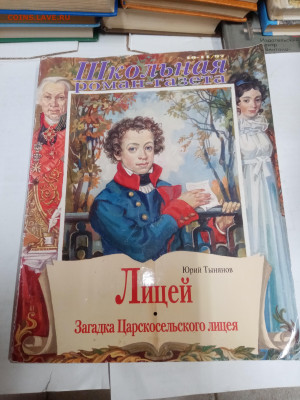 Школьная
роман-газета
Юрий Тынянов
Лицей
Загадка Царскосельского лицея